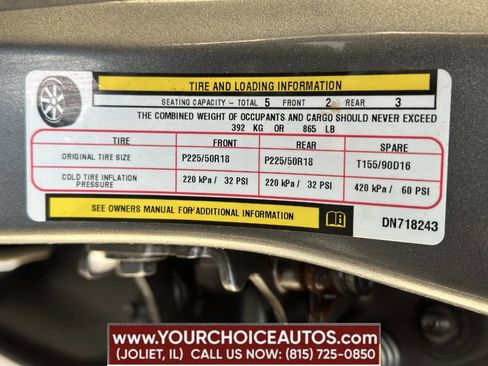 TIRE AND LOADING INFORMATION
SEATING CAPACITY - TOTAL 5 FRONT 2 REAR 3
THE COMBINED WEIGHT OF OCCUPANTS AND CARGO SHOULD NEVER EXCEED
392 KG OR 865 LB
TIRE FRONT REAR SPARE
ORIGINAL TIRE SIZE P225/50R18 P225/50R18 T155/90D16
COLD TIRE INFLATION PRESSURE 220 kPa / 32 PSI 220 kPa / 32 PSI 420 kPa / 60 PSI
SEE OWNERS MANUAL FOR ADDITIONAL INFORMATION
DN718243
WWW.YOURCHOICEAUTOS.COM
(JOLIET, IL) CALL US NOW: (815) 725-0850